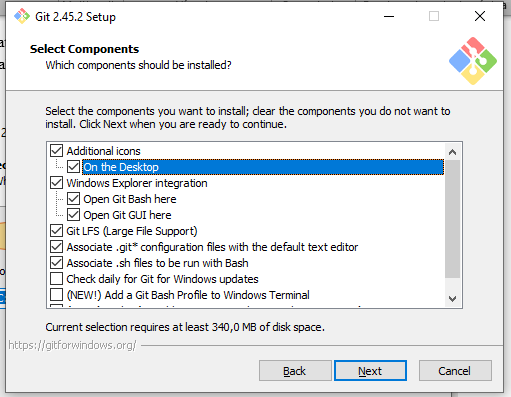 Git 2.45.2 Setup
Select Components
Which components should be installed?
Select the components you want to install; clear the components you do not want to
install. Click Next when you are ready to continue.
Additional icons
On the Desktop
Windows Explorer integration
Open Git Bash here
Open Git GUI here
Git LFS (Large File Support)
Associate .git* configuration files with the default text editor
Associate .sh files to be run with Bash
Check daily for Git for Windows updates
(NEW!) Add a Git Bash Profile to Windows Terminal
Current selection requires at least 340,0 MB of disk space.
https://gitforwindows.org/
Back
Next
Cancel